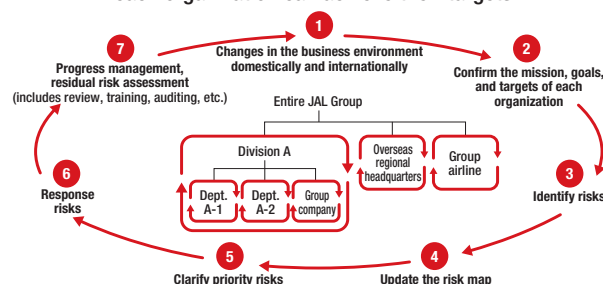 1
Changes in the business environment
domestically and internationally
2
Confirm the mission, goals,
and targets of each
organization
3
Identify risks
4
Update the risk map
5
Clarify priority risks
6
Response
risks
7
Progress management,
residual risk assessment
(includes review, training, auditing, etc.)
Entire JAL Group
Division A
Dept.
A-1
Dept.
A-2
Group
company
Overseas
regional
headquarters
Group
airline